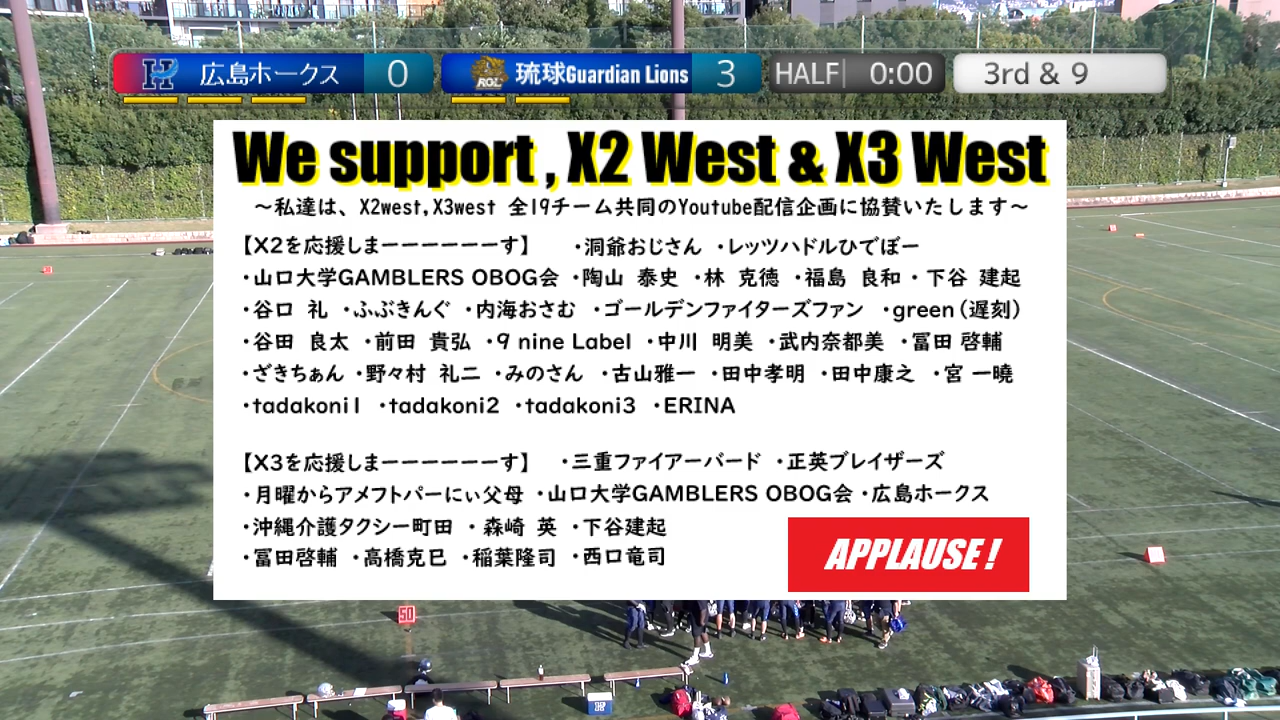 広島ホークス 0 ROL 琉球Guardian Lions 3 HALF 0:00 3rd & 9
We support , X2 West & X3 West
～私達は、X2west,X3west 全19チーム共同のYoutube配信企画に協賛いたします～
【X2を応援しまーーーーーーす】 ・洞爺おじさん ・レッツハドルひでぼー
・山口大学GAMBLERS OBOG会 ・陶山 泰史 ・林 克徳 ・福島 良和 ・下谷 建起
・谷口 礼 ・ふぶきんぐ ・内海おさむ ・ゴールデンファイターズファン ・green（遅刻）
・谷田 良太 ・前田 貴弘 ・9 nine Label ・中川 明美 ・武内奈都美 ・冨田 啓輔
・ざきちぁん ・野々村 礼二 ・みのさん ・古山雅一 ・田中孝明 ・田中康之 ・宮 一曉
・tadakoni1 ・tadakoni2 ・tadakoni3 ・ERINA
【X3を応援しまーーーーーーす】 ・三重ファイアーバード ・正英ブレイザーズ
・月曜からアメフトパーにぃ父母 ・山口大学GAMBLERS OBOG会 ・広島ホークス
・沖縄介護タクシー町田 ・森崎 英 ・下谷建起
・冨田啓輔 ・高橋克巳 ・稲葉隆司 ・西口竜司
APPLAUSE!
50